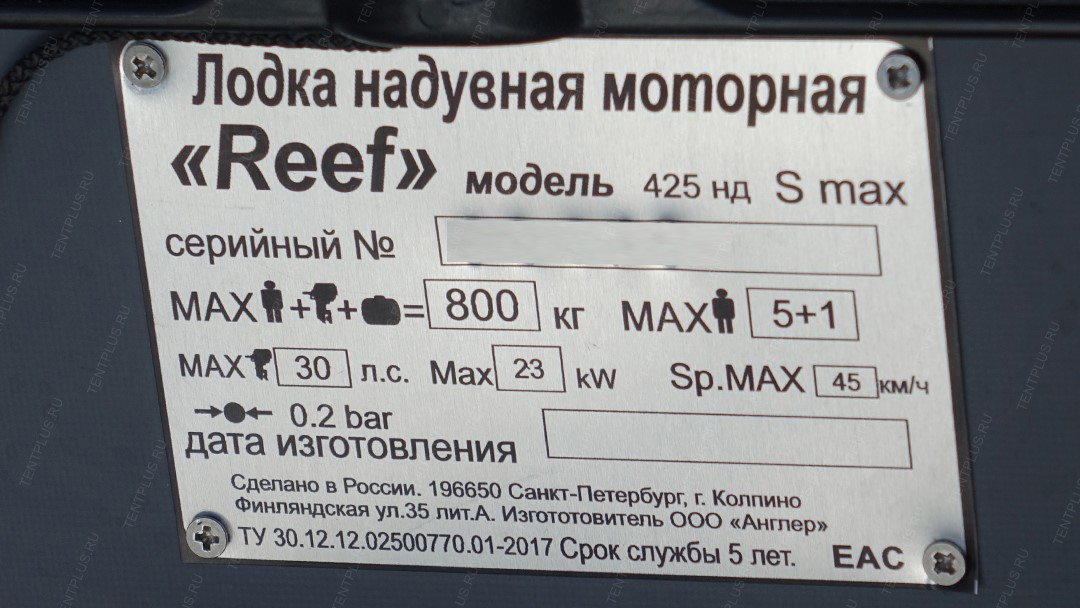 Лодка надувная моторная
«Reef» модель 425 нд S max
серийный №
MAX + + = 800 кг MAX 5+1
MAX 30 л.с. Max 23 kW Sp.MAX 45 км/ч
0.2 bar
дата изготовления
Сделано в России. 196650 Санкт-Петербург, г. Колпино
Финляндская ул.35 лит.А. Изгототовитель ООО «Англер»
ТУ 30.12.12.02500770.01-2017 Срок службы 5 лет. EAC
TENTPLUS.RU